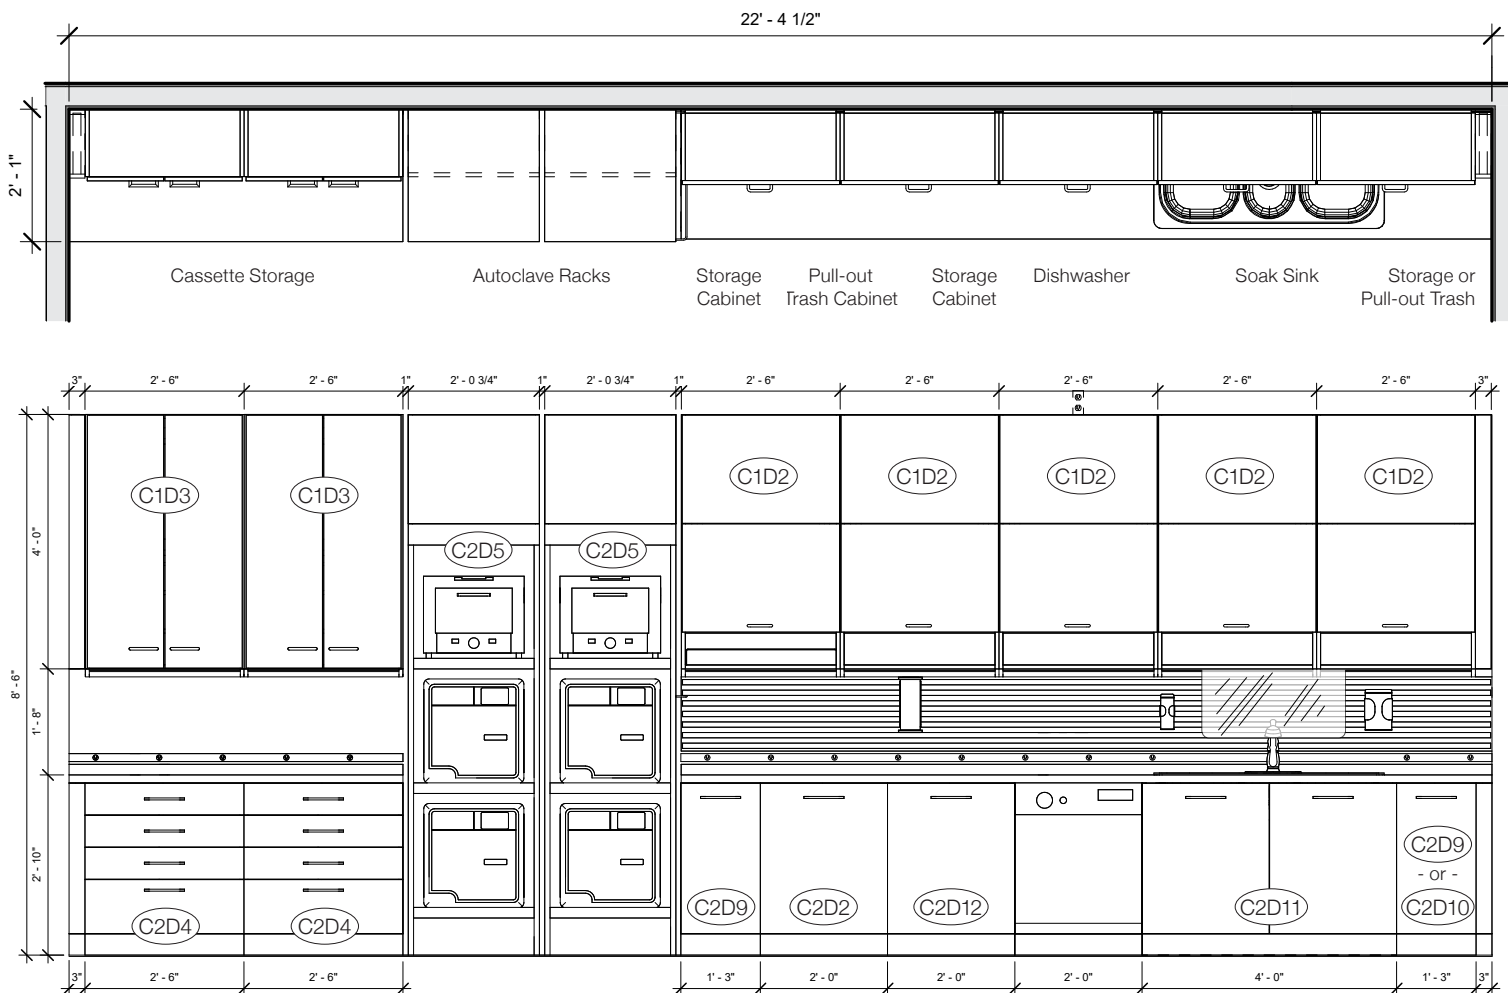 22' - 4 1/2"
2' - 1"
Cassette Storage
Autoclave Racks
Storage
Cabinet
Pull-out
Trash Cabinet
Storage
Cabinet
Dishwasher
Soak Sink
Storage or
Pull-out Trash
3" 2' - 6" 2' - 6" 1" 2' - 0 3/4" 1" 2' - 0 3/4" 1" 2' - 6" 2' - 6" 2' - 6" 2' - 6" 2' - 6" 3"
C1D3 C1D3 C1D2 C1D2 C1D2 C1D2 C1D2
C2D5 C2D5
4' - 0"
8' - 6"
1' - 8"
2' - 10"
C2D9
- or -
C2D10
C2D4 C2D4 C2D9 C2D2 C2D12 C2D11
3" 2' - 6" 2' - 6" 1' - 3" 2' - 0" 2' - 0" 2' - 0" 4' - 0" 1' - 3" 3"